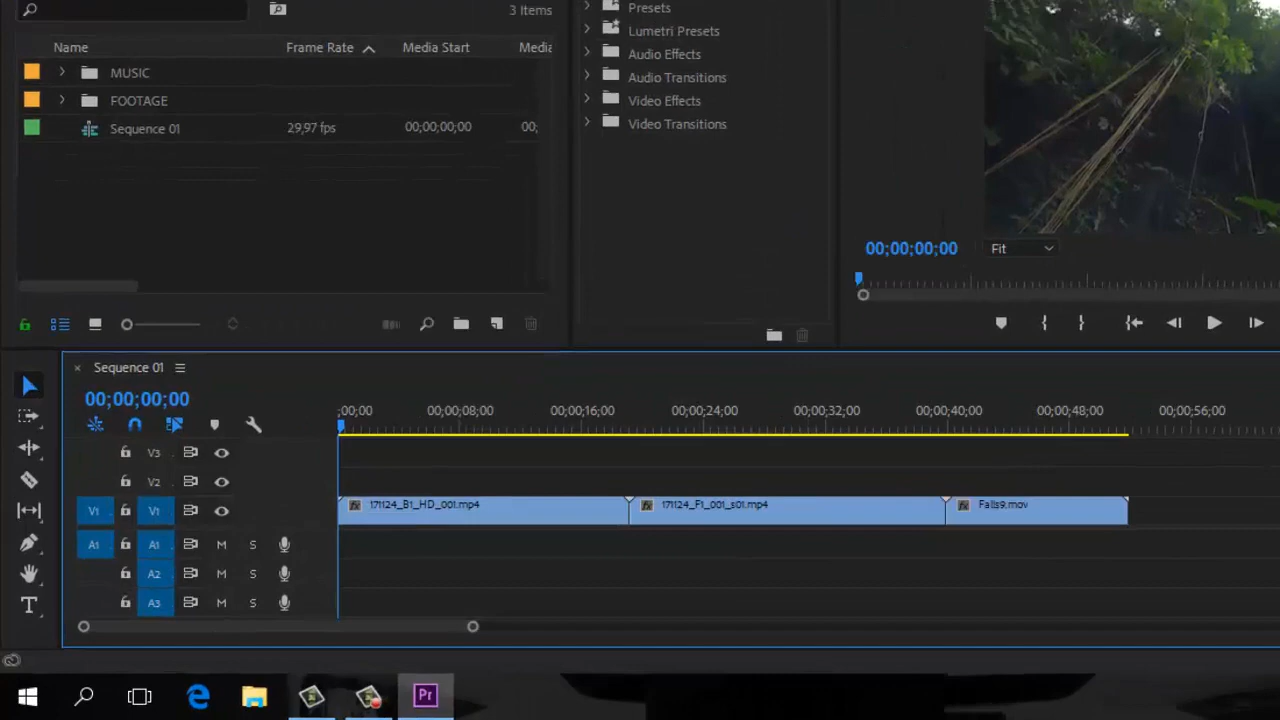 3 Items
Name Frame Rate Media Start Media
MUSIC
FOOTAGE
Sequence 01 29,97 fps 00;00;00;00 00;
Presets
Lumetri Presets
Audio Effects
Audio Transitions
Video Effects
Video Transitions
00;00;00;00 Fit
Sequence 01
00;00;00;00
;00;00 00;00;08;00 00;00;16;00 00;00;24;00 00;00;32;00 00;00;40;00 00;00;48;00 00;00;56;00
V3
V2
V1 V1 fx 171124_B1_HD_001.mp4 fx 171124_F1_001_s01.mp4 fx Falls9.mov
A1 A1 M S
A2 M S
A3 M S
T
Pr